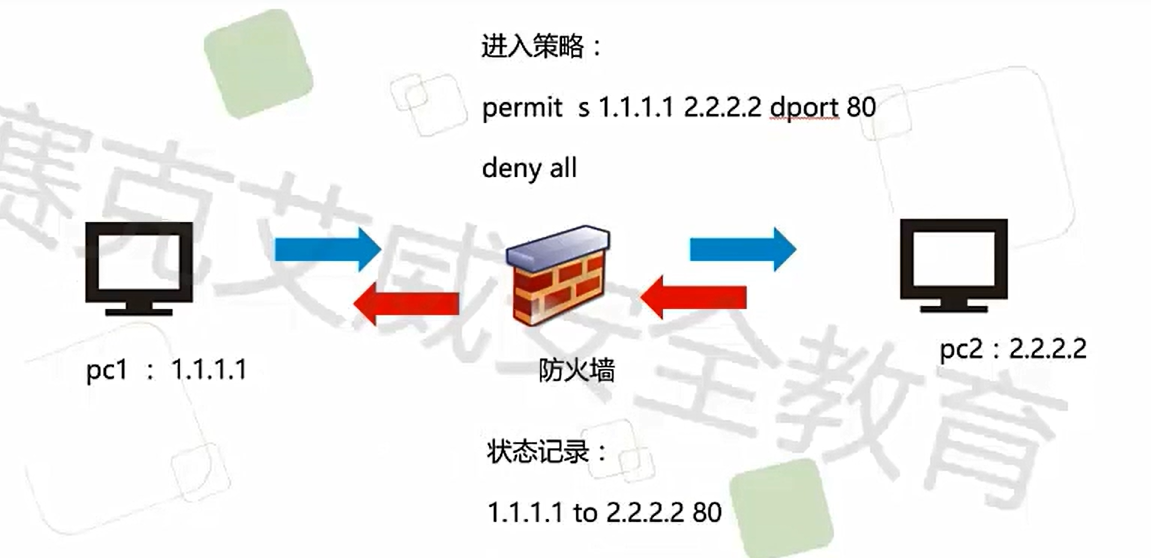 进入策略：
permit s 1.1.1.1 2.2.2.2 dport 80
deny all
塞克艾威安全教育
pc1 ： 1.1.1.1
防火墙
pc2：2.2.2.2
状态记录：
1.1.1.1 to 2.2.2.2 80